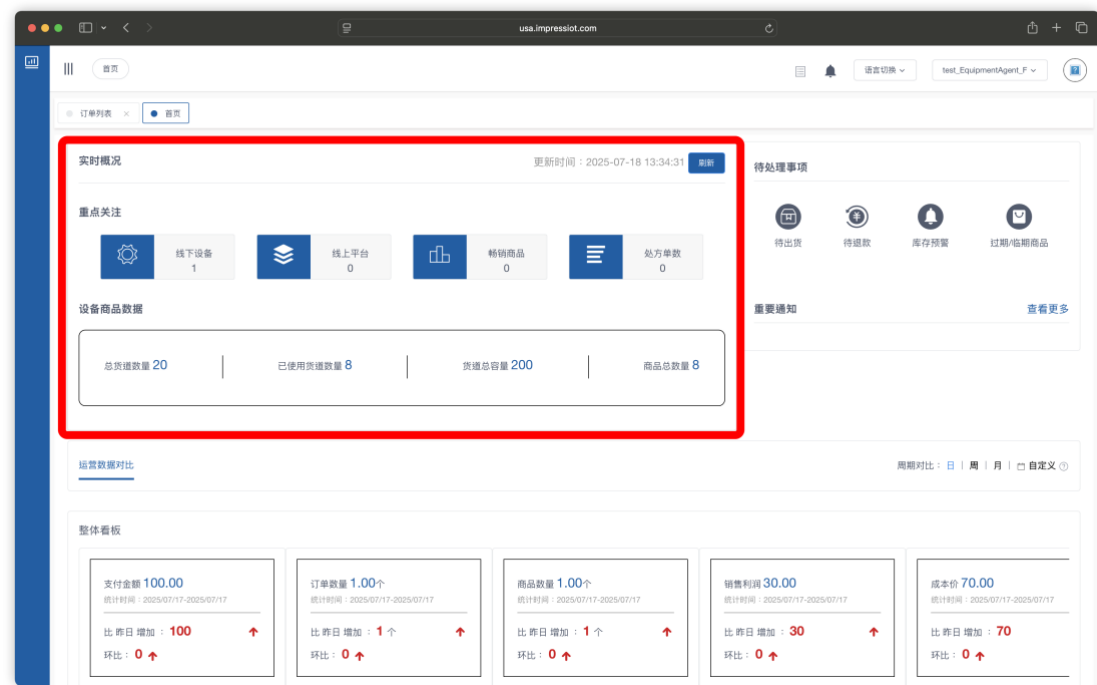 usa.impressiot.com
首页
语言切换
test_EquipmentAgent_F
订单列表 ×
首页
实时概况
更新时间：2025-07-18 13:34:31 刷新
重点关注
线下设备
1
线上平台
0
畅销商品
0
处方单数
0
设备商品数据
总货道数量 20
已使用货道数量 8
货道总容量 200
商品总数量 8
待处理事项
待出货
待退款
库存预警
过期/临期商品
重要通知
查看更多
运营数据对比
周期对比： 日 | 周 | 月 | 自定义
整体看板
支付金额 100.00
统计时间：2025/07/17-2025/07/17
比 昨日 增加 ： 100
环比： 0
订单数量 1.00个
统计时间：2025/07/17-2025/07/17
比 昨日 增加 ： 1 个
环比： 0
商品数量 1.00个
统计时间：2025/07/17-2025/07/17
比 昨日 增加 ： 1 个
环比： 0
销售利润 30.00
统计时间：2025/07/17-2025/07/17
比 昨日 增加 ： 30
环比： 0
成本价 70.00
统计时间：2025/07/17-2025/07/17
比 昨日 增加 ： 70
环比： 0